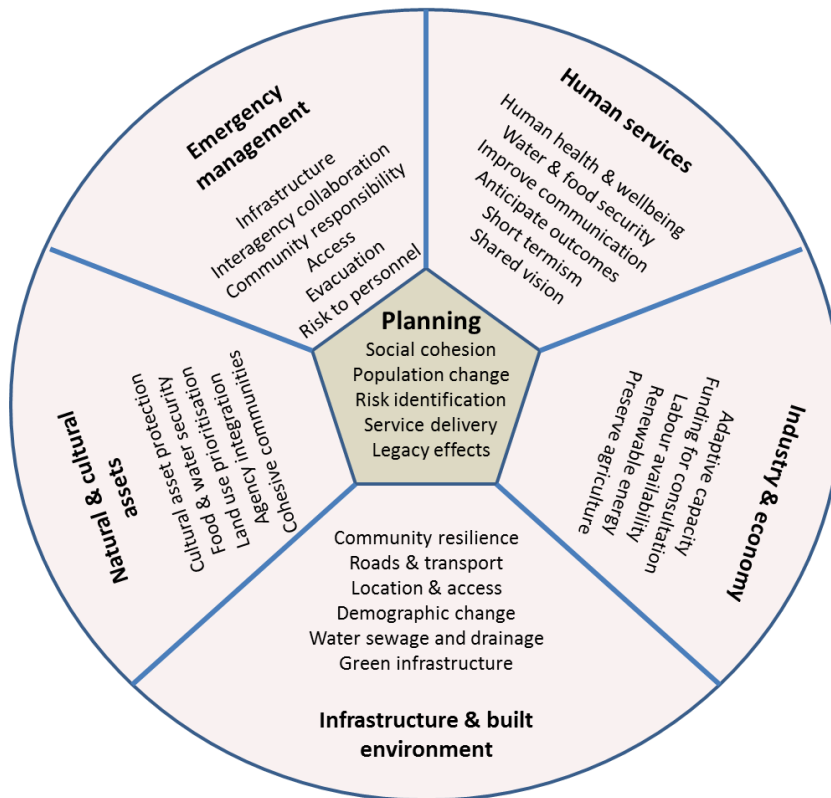 Emergency
management
Infrastructure
Interagency collaboration
Community responsibility
Access
Evacuation
Risk to personnel
Human services
Human health & wellbeing
Water & food security
Improve communication
Anticipate outcomes
Short termism
Shared vision
Planning
Social cohesion
Population change
Risk identification
Service delivery
Legacy effects
Natural & cultural
assets
Cultural asset protection
Food & water security
Land use prioritisation
Agency integration
Cohesive communities
Industry & economy
Adaptive capacity
Funding for consultation
Labour availability
Renewable energy
Preserve agriculture
Community resilience
Roads & transport
Location & access
Demographic change
Water sewage and drainage
Green infrastructure
Infrastructure & built
environment